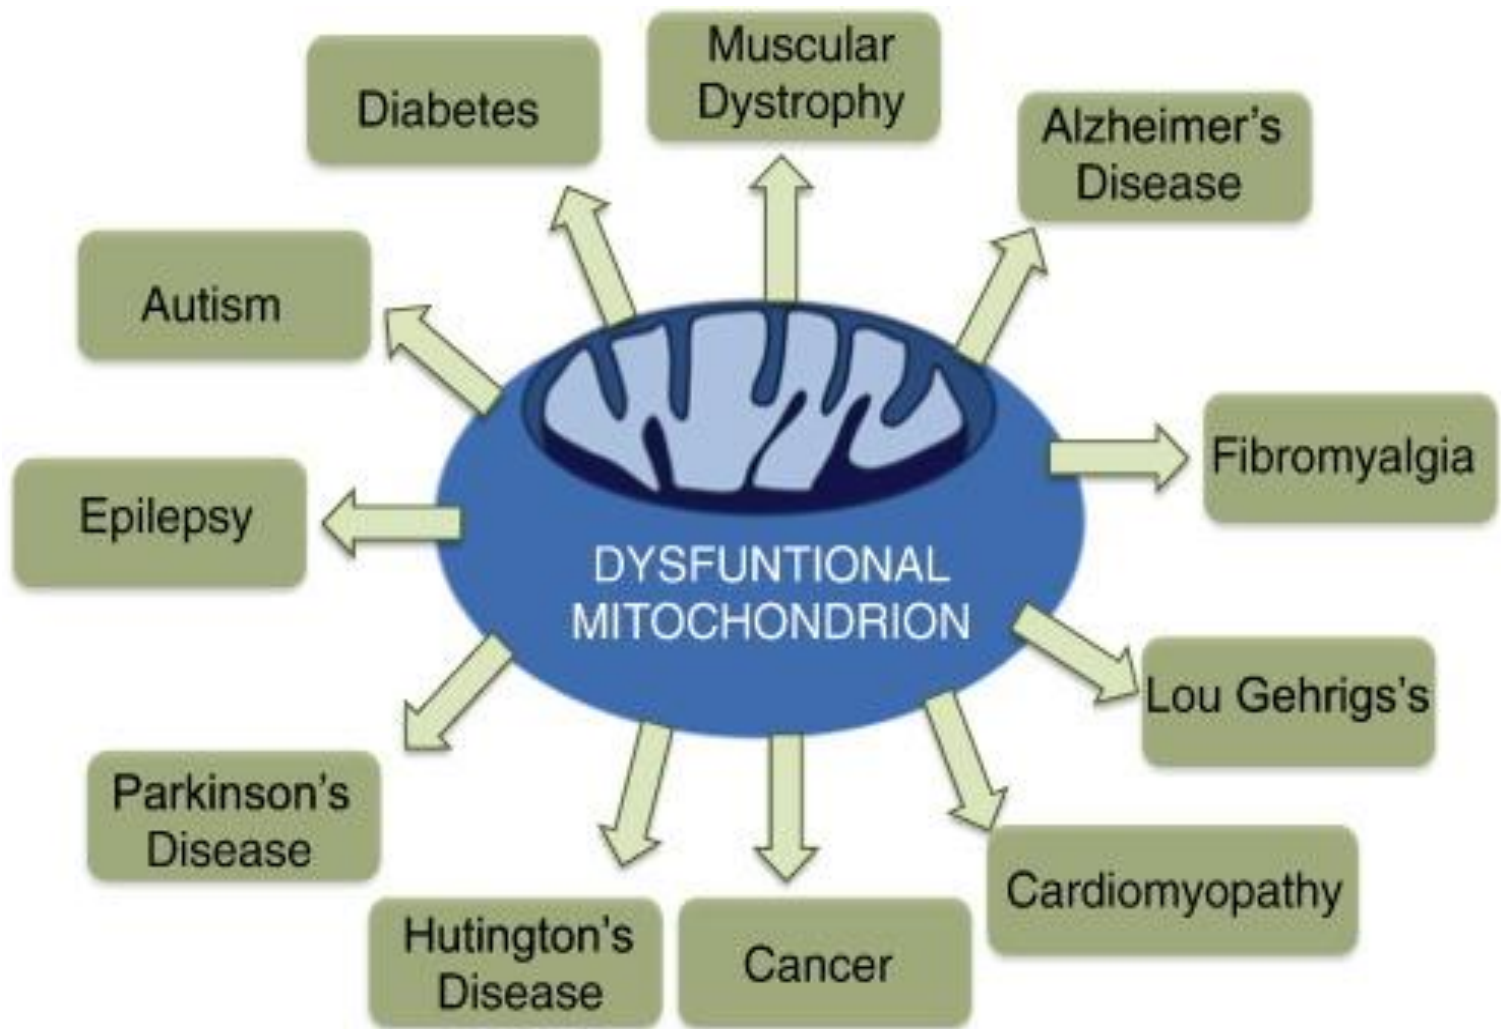 Muscular
Dystrophy
Diabetes
Alzheimer’s
Disease
Autism
Fibromyalgia
Epilepsy
DYSFUNTIONAL
MITOCHONDRION
Lou Gehrigs’s
Parkinson’s
Disease
Cardiomyopathy
Hutington’s
Disease
Cancer